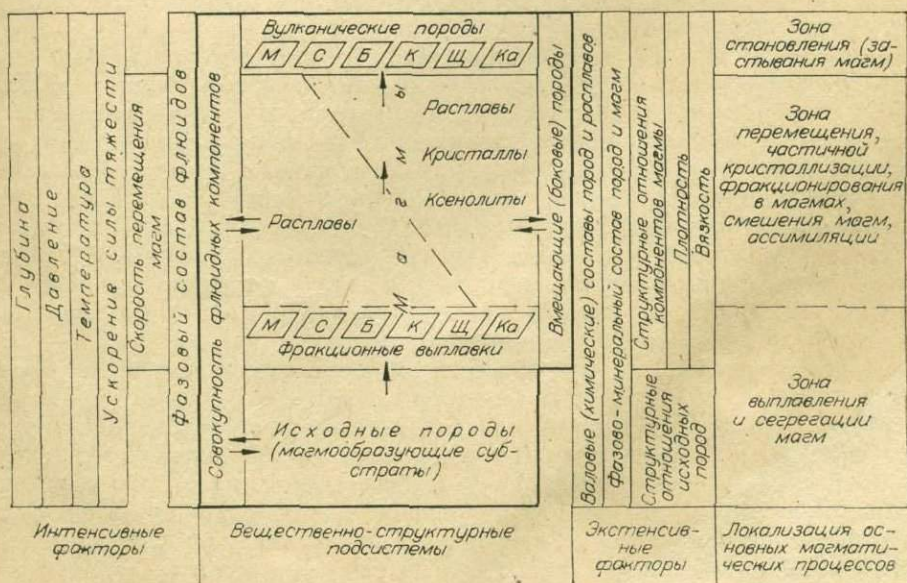 Глубина
Давление
Температура
Ускорение силы тяжести
Скорость перемещения
магм
Фазовый состав флюидов
Совокупность флюидных компонентов
Вулканические породы
М С Б К Щ Ка
Расплавы
Кристаллы
Ксенолиты
Расплавы
Магмы
М С Б К Щ Ка
Фракционные выплавки
Исходные породы
(магмообразующие суб-
страты)
Вмещающие (боковые) породы
Валовые (химические) составы пород и расплавов
Фазово-минеральный состав пород и магм
Структурные отношения
компонентов магмы
Плотность
Вязкость
Структурные
отношения
исходных
пород
Зона
становления (за-
стывания магм)
Зона
перемещения,
частичной
кристаллизации,
фракционирования
в магмах,
смешения магм,
ассимиляции
Зона
выплавления
и сегрегации
магм
Интенсивные
факторы
Вещественно-структурные
подсистемы
Экстенсив-
ные
факторы
Локализация ос-
новных магмати-
ческих процессов